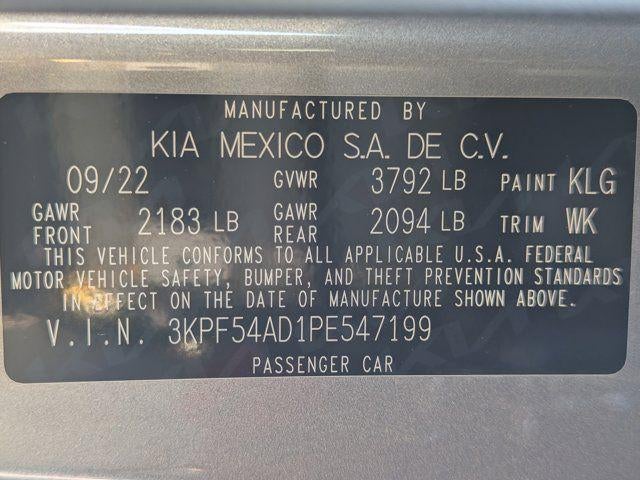 MANUFACTURED BY
KIA MEXICO S.A. DE C.V.
09/22 GVWR 3792 LB PAINT KLG
GAWR FRONT 2183 LB GAWR REAR 2094 LB TRIM WK
THIS VEHICLE CONFORMS TO ALL APPLICABLE U.S.A. FEDERAL
MOTOR VEHICLE SAFETY, BUMPER, AND THEFT PREVENTION STANDARDS
IN EFFECT ON THE DATE OF MANUFACTURE SHOWN ABOVE.
V.I.N. 3KPF54AD1PE547199
PASSENGER CAR